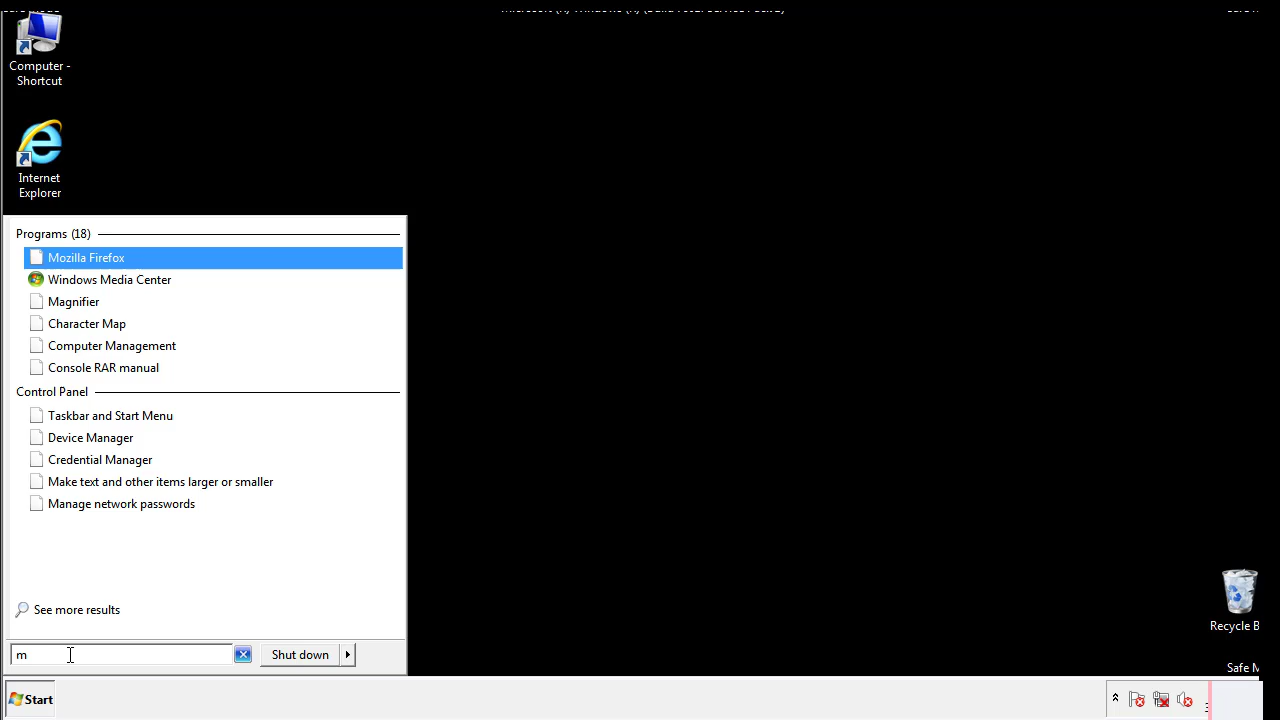 Computer -
Shortcut
Internet
Explorer
Programs (18)
Mozilla Firefox
Windows Media Center
Magnifier
Character Map
Computer Management
Console RAR manual
Control Panel
Taskbar and Start Menu
Device Manager
Credential Manager
Make text and other items larger or smaller
Manage network passwords
See more results
m
Shut down
Recycle B
Safe M
Start